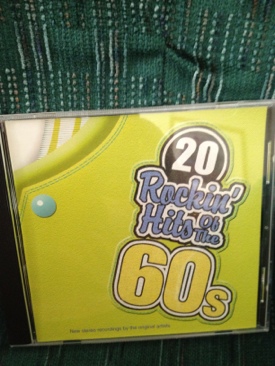 20
Rockin'
Hits Of The
60s
New stereo recordings by the original artists